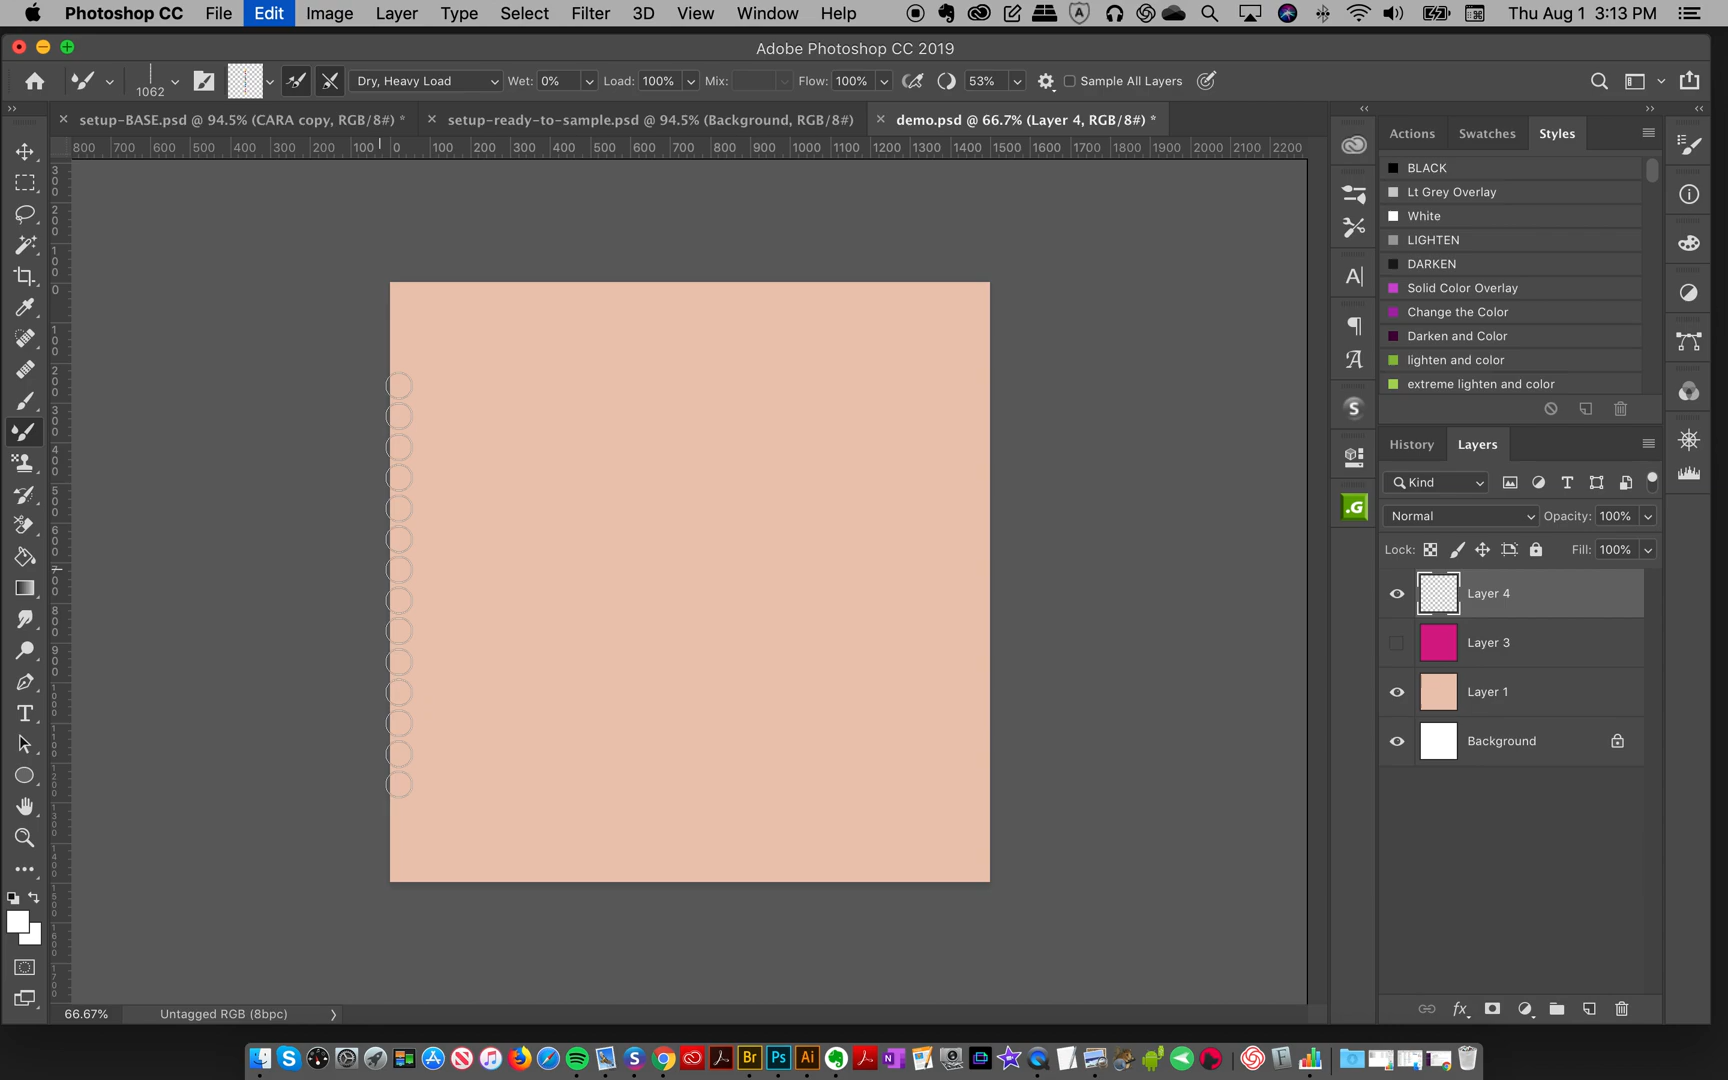 Photoshop CC File Edit Image Layer Type Select Filter 3D View Window Help Thu Aug 1 3:13 PM
Adobe Photoshop CC 2019
1062 Dry, Heavy Load Wet: 0% Load: 100% Mix: Flow: 100% 53% Sample All Layers
setup-BASE.psd @ 94.5% (CARA copy, RGB/8#) * setup-ready-to-sample.psd @ 94.5% (Background, RGB/8#) demo.psd @ 66.7% (Layer 4, RGB/8#) *
800 700 600 500 400 300 200 100 0 100 200 300 400 500 600 700 800 900 1000 1100 1200 1300 1400 1500 1600 1700 1800 1900 2000 2100 2200
Actions Swatches Styles
BLACK
Lt Grey Overlay
White
LIGHTEN
DARKEN
Solid Color Overlay
Change the Color
Darken and Color
lighten and color
extreme lighten and color
History Layers
Kind
Normal Opacity: 100%
Lock: Fill: 100%
Layer 4
Layer 3
Layer 1
Background
66.67% Untagged RGB (8bpc)